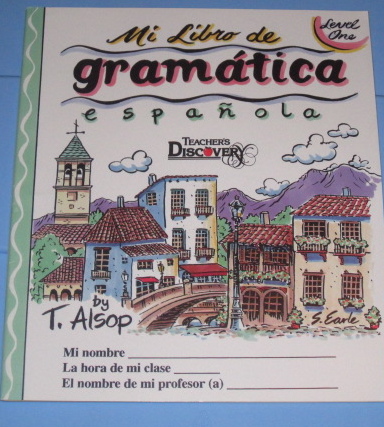 Level
One
Mi Libro de
gramática
española
TEACHER'S
DISCOVERY
by
T. Alsop
S. Earle
Mi nombre
La hora de mi clase
El nombre de mi profesor (a)